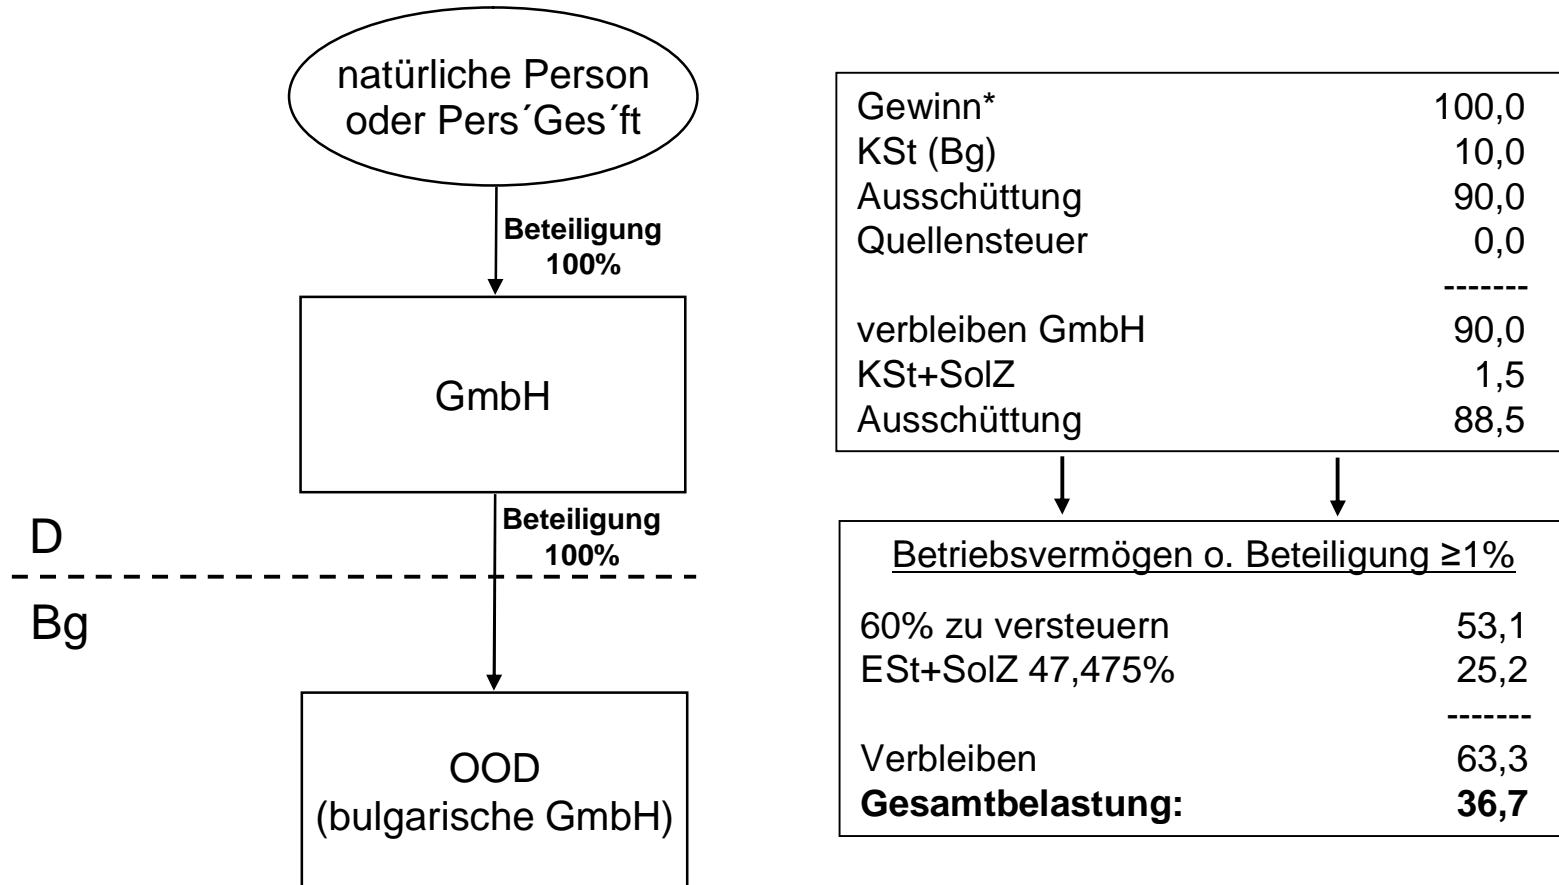 natürliche Person
oder Pers´Ges´ft
Beteiligung
100%
GmbH
Beteiligung
100%
D
Bg
OOD
(bulgarische GmbH)
Gewinn* 100,0
KSt (Bg) 10,0
Ausschüttung 90,0
Quellensteuer 0,0
-------
verbleiben GmbH 90,0
KSt+SolZ 1,5
Ausschüttung 88,5
Betriebsvermögen o. Beteiligung ≥1%
60% zu versteuern 53,1
ESt+SolZ 47,475% 25,2
-------
Verbleiben 63,3
Gesamtbelastung: 36,7